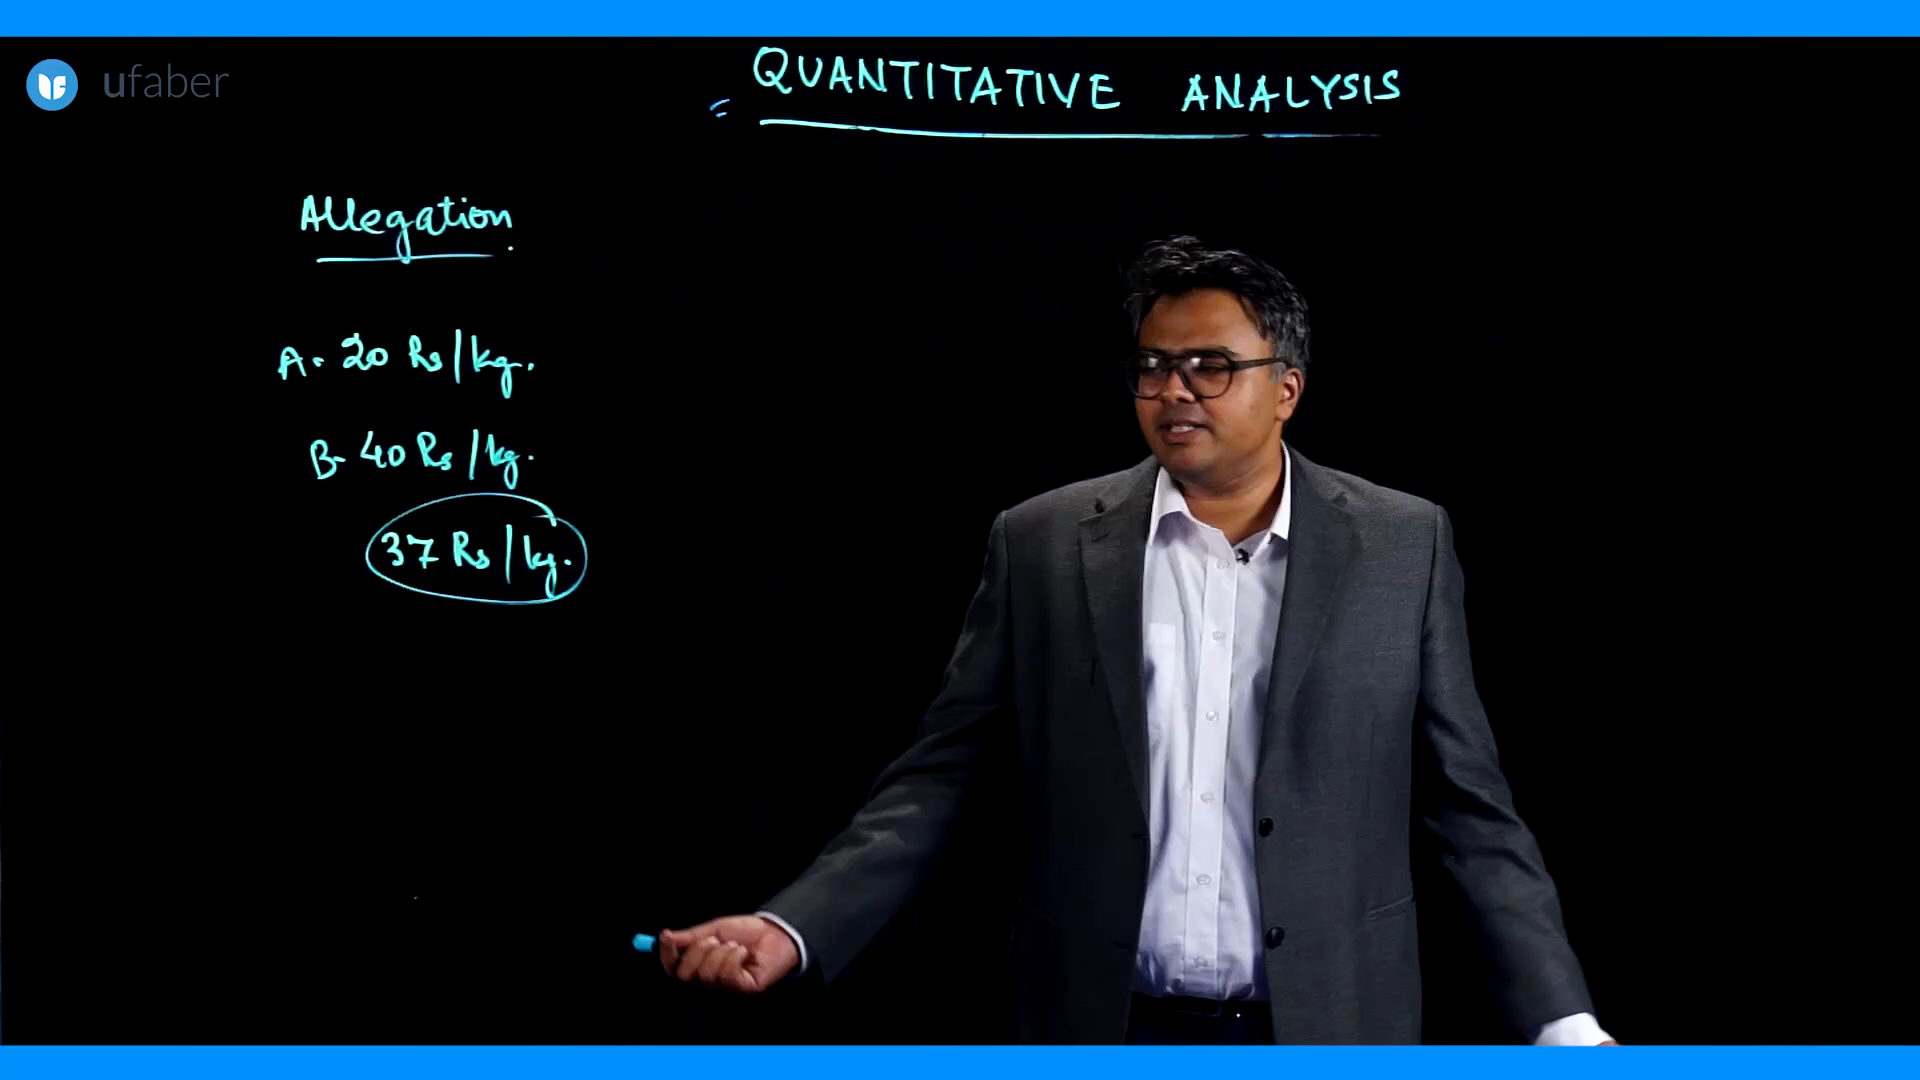 ufaber
QUANTITATIVE ANALYSIS
Allegation
A- 20 Rs/kg.
B- 40 Rs/kg.
37 Rs/kg.